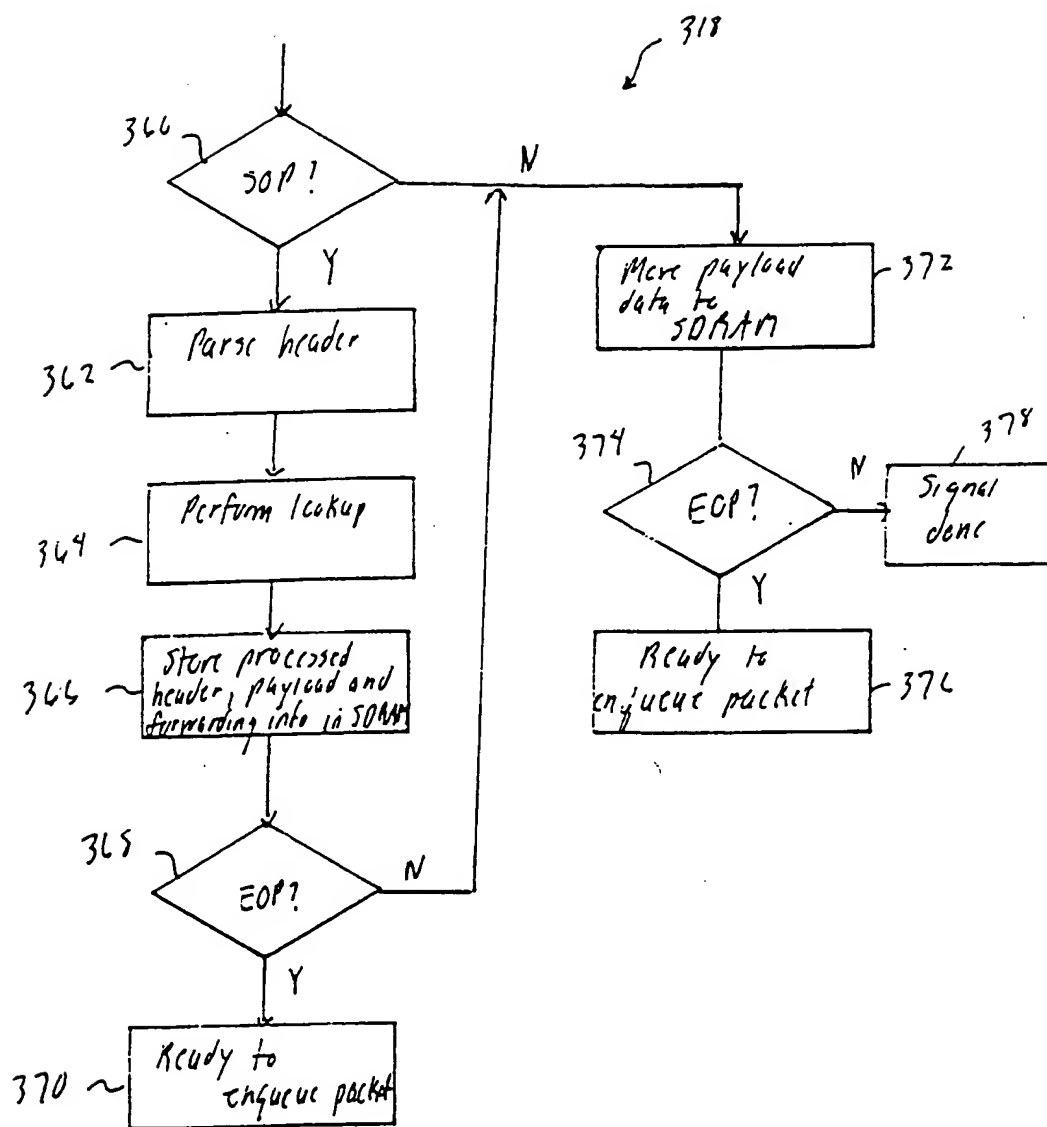 318
366
SOP?
N
Y
Move payload
data to
SDRAM
372
Parse header
362
374
EOP?
N
378
Signal
done
Perform lookup
364
Y
Store processed
header, payload and
forwarding info in SDRAM
366
Ready to
enqueue packet
376
368
EOP?
N
Y
Ready to
enqueue packet
370